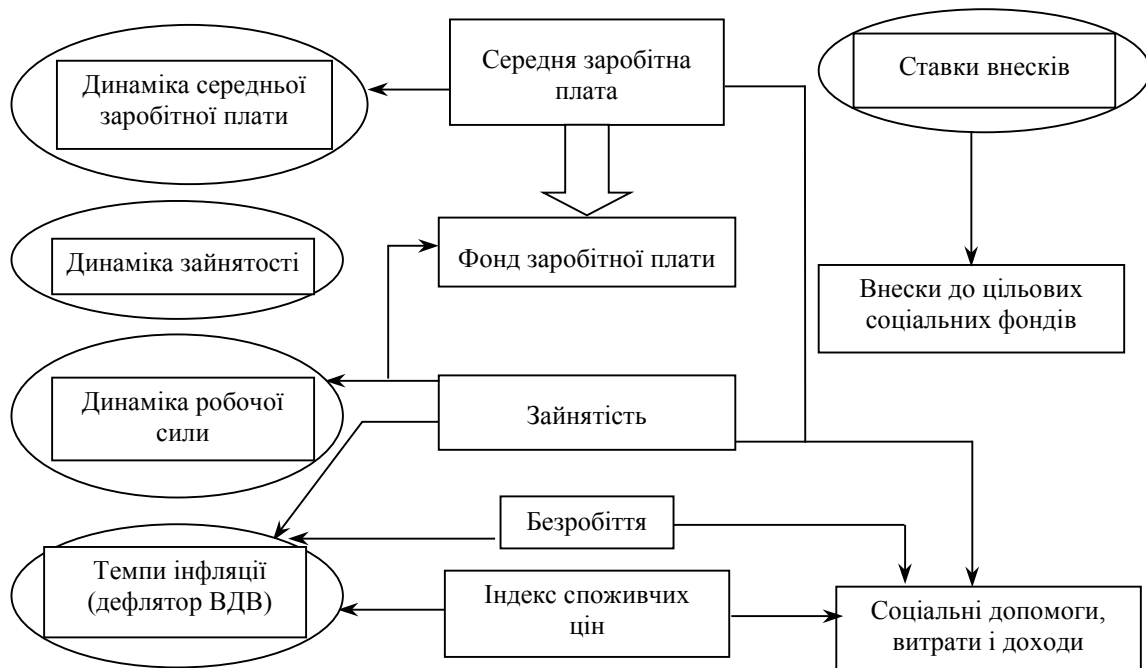 Динаміка середньої
заробітної плати
Середня заробітна
плата
Ставки внесків
Динаміка зайнятості
Фонд заробітної плати
Внески до цільових
соціальних фондів
Динаміка робочої
сили
Зайнятість
Безробіття
Темпи інфляції
(дефлятор ВДВ)
Індекс споживчих
цін
Соціальні допомоги,
витрати і доходи